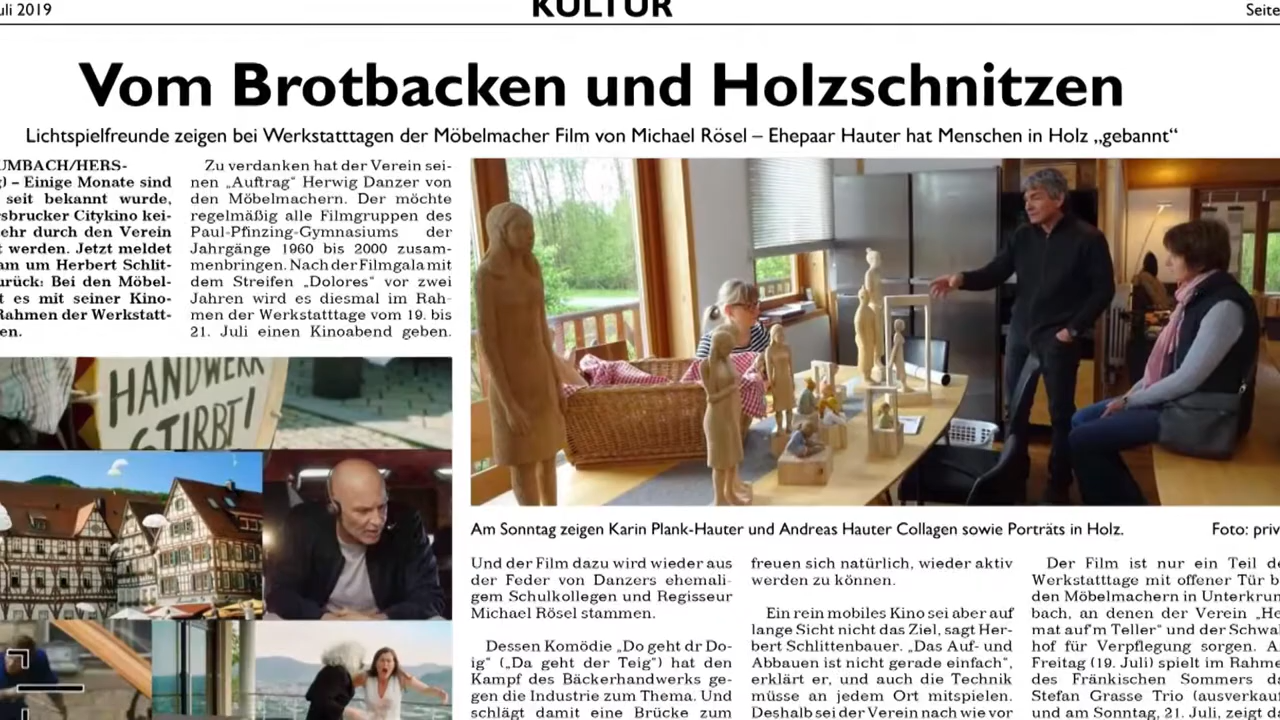 uli 2019
KULTUR
Seite
Vom Brotbacken und Holzschnitzen
Lichtspielfreunde zeigen bei Werkstatttagen der Möbelmacher Film von Michael Rösel – Ehepaar Hauter hat Menschen in Holz „gebannt“
UMBACH/HERS-
) – Einige Monate sind
seit bekannt wurde,
rsbrucker Citykino kei-
ehr durch den Verein
t werden. Jetzt meldet
am um Herbert Schlit-
urück: Bei den Möbel-
t es mit seiner Kino-
Rahmen der Werkstatt-
en.
Zu verdanken hat der Verein sei-
nen „Auftrag“ Herwig Danzer von
den Möbelmachern. Der möchte
regelmäßig alle Filmgruppen des
Paul-Pfinzing-Gymnasiums der
Jahrgänge 1960 bis 2000 zusam-
menbringen. Nach der Filmgala mit
dem Streifen „Dolores“ vor zwei
Jahren wird es diesmal im Rah-
men der Werkstatttage vom 19. bis
21. Juli einen Kinoabend geben.
HANDWERK
STIRBT!
Am Sonntag zeigen Karin Plank-Hauter und Andreas Hauter Collagen sowie Porträts in Holz.
Foto: priv
Und der Film dazu wird wieder aus
der Feder von Danzers ehemali-
gem Schulkollegen und Regisseur
Michael Rösel stammen.
Dessen Komödie „Do geht dr Do-
ig“ („Da geht der Teig“) hat den
Kampf des Bäckerhandwerks ge-
gen die Industrie zum Thema. Und
schlägt damit eine Brücke zum
freuen sich natürlich, wieder aktiv
werden zu können.
Ein rein mobiles Kino sei aber auf
lange Sicht nicht das Ziel, sagt Her-
bert Schlittenbauer. „Das Auf- und
Abbauen ist nicht gerade einfach“,
erklärt er, und auch die Technik
müsse an jedem Ort mitspielen.
Deshalb sei der Verein nach wie vor
Der Film ist nur ein Teil de
Werkstatttage mit offener Tür b
den Möbelmachern in Unterkrun
bach, an denen der Verein „He
mat auf'm Teller“ und der Schwa
hof für Verpflegung sorgen. A
Freitag (19. Juli) spielt im Rahme
des Fränkischen Sommers da
Stefan Grasse Trio (ausverkau
und am Sonntag, 21. Juli, zeigt da